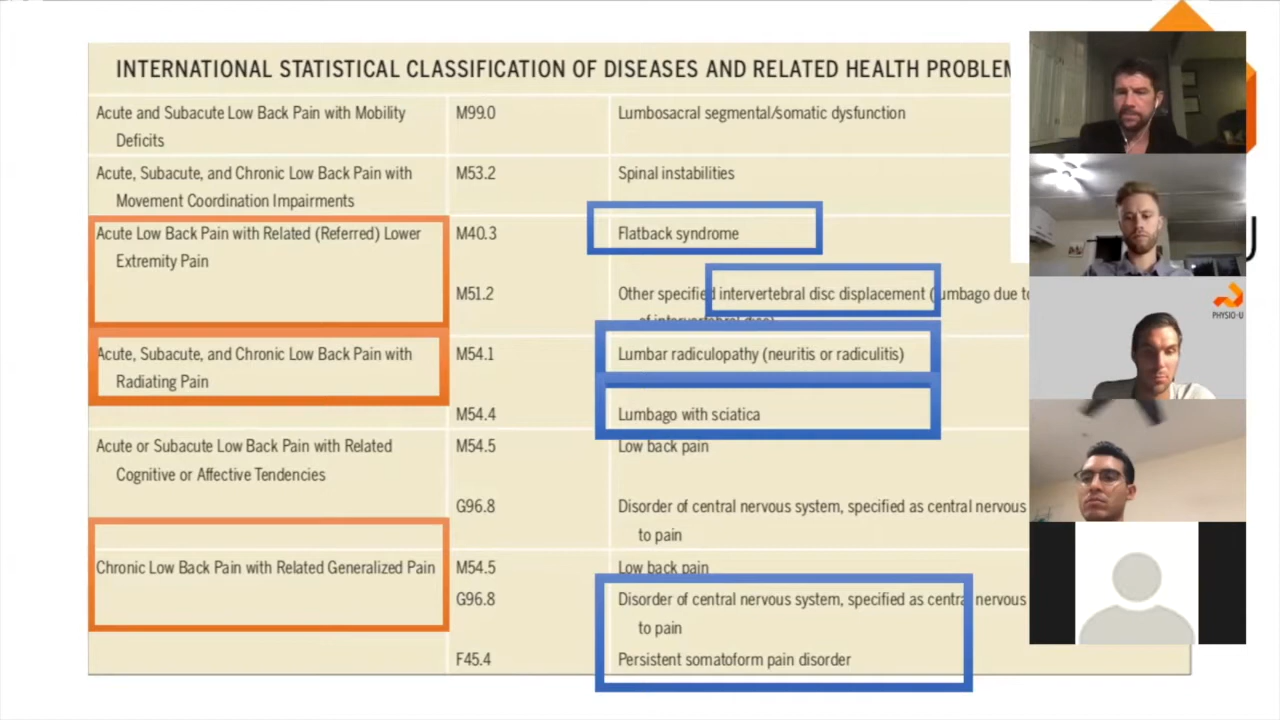 INTERNATIONAL STATISTICAL CLASSIFICATION OF DISEASES AND RELATED HEALTH
Acute and Subacute Low Back Pain with Mobility M99.0 Lumbosacral segmental/somatic dysfunction
Deficits
Acute, Subacute, and Chronic Low Back Pain with M53.2 Spinal instabilities
Movement Coordination Impairments
Acute Low Back Pain with Related (Referred) Lower M40.3 Flatback syndrome
Extremity Pain
M51.2 Other specified intervertebral disc displacement (lumbago due to
of intervertebral disc)
Acute, Subacute, and Chronic Low Back Pain with M54.1 Lumbar radiculopathy (neuritis or radiculitis)
Radiating Pain
M54.4 Lumbago with sciatica
Acute or Subacute Low Back Pain with Related M54.5 Low back pain
Cognitive or Affective Tendencies
G96.8 Disorder of central nervous system, specified as central nervous
to pain
Chronic Low Back Pain with Related Generalized Pain M54.5 Low back pain
G96.8 Disorder of central nervous system, specified as central nervous
to pain
F45.4 Persistent somatoform pain disorder
PHYSIO-U
U